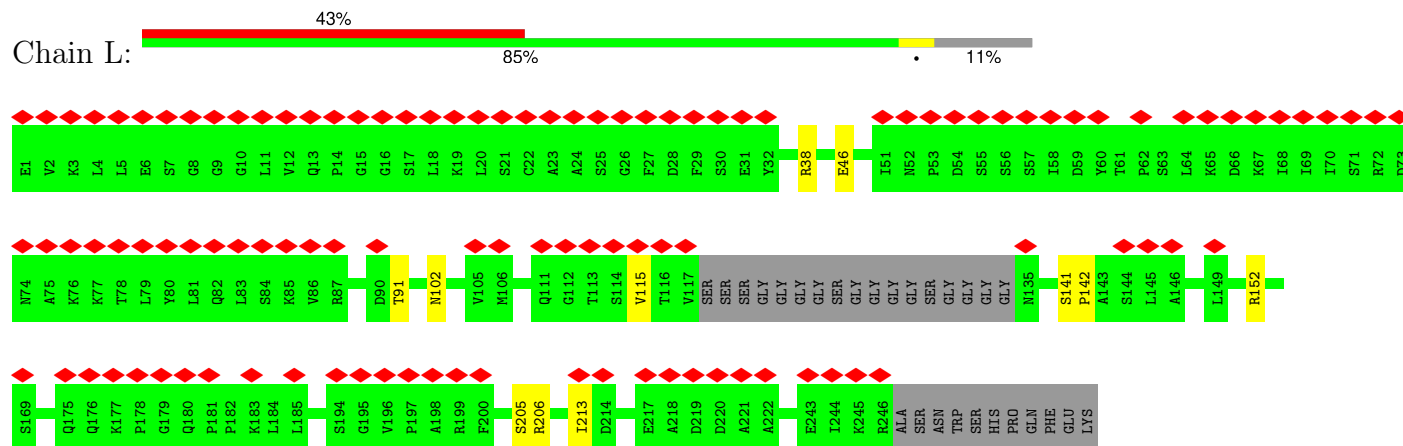 43%
Chain L:
85% • 11%
E1 V2 K3 L4 L5 E6 S7 G8 G9 G10 L11 V12 Q13 P14 G15 G16 S17 L18 K19 L20 S21 C22 A23 A24 S25 G26 F27 D28 F29 S30 E31 Y32 R38 E46 I51 N52 P53 D54 S55 S56 S57 I58 D59 Y60 T61 P62 S63 L64 K65 D66 K67 I68 I69 I70 S71 R72 D73
N74 A75 K76 K77 T78 L79 Y80 L81 Q82 L83 S84 K85 V86 R87 D90 T91 N102 V105 M106 Q111 G112 T113 S114 V115 T116 V117 SER SER SER GLY GLY GLY GLY SER GLY GLY GLY GLY SER GLY GLY GLY GLY N135 S141 P142 A143 S144 L145 A146 L149 R152
S169 Q175 Q176 K177 P178 G179 Q180 P181 P182 K183 L184 L185 S194 G195 V196 P197 A198 R199 F200 S205 R206 I213 D214 E217 A218 D219 D220 A221 A222 E243 I244 K245 R246 ALA SER ASN TRP SER HIS PRO GLN PHE GLU LYS